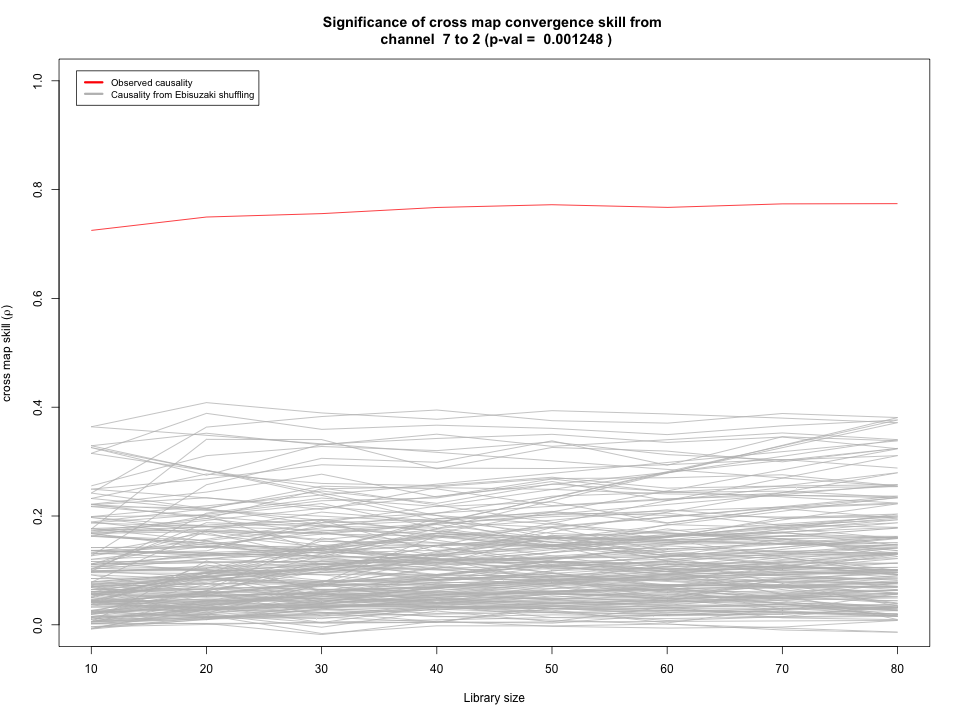 Significance of cross map convergence skill from
channel  7 to 2 (p-val =  0.001248 )
Observed causality
Causality from Ebisuzaki shuffling
cross map skill (ρ)
1.0
0.8
0.6
0.4
0.2
0.0
10 20 30 40 50 60 70 80
Library size